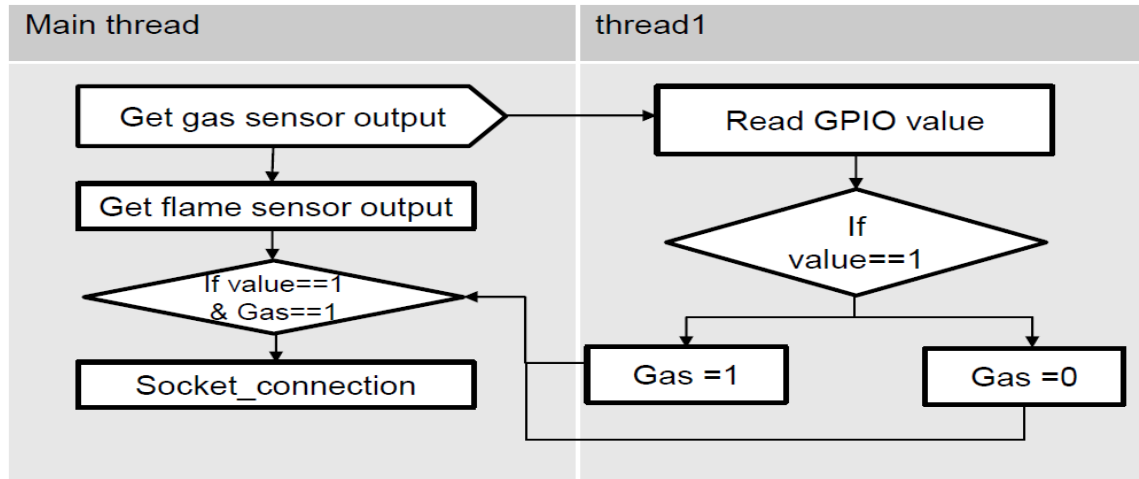 Main thread
thread1
Get gas sensor output
Read GPIO value
Get flame sensor output
If
value==1
If value==1
& Gas==1
Gas =1
Gas =0
Socket_connection